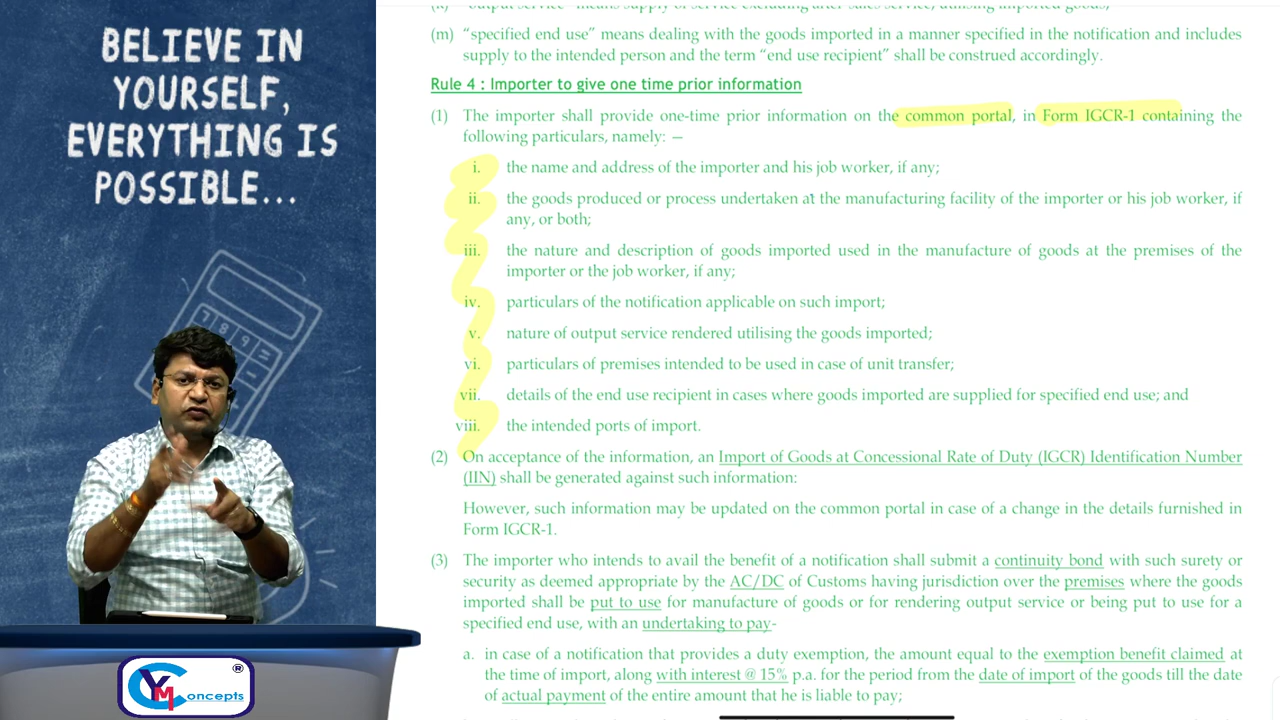 BELIEVE IN
YOURSELF,
EVERYTHING IS
POSSIBLE...
(m) “specified end use” means dealing with the goods imported in a manner specified in the notification and includes
supply to the intended person and the term “end use recipient” shall be construed accordingly.
Rule 4 : Importer to give one time prior information
(1) The importer shall provide one-time prior information on the common portal, in Form IGCR-1 containing the
following particulars, namely: —
i. the name and address of the importer and his job worker, if any;
ii. the goods produced or process undertaken at the manufacturing facility of the importer or his job worker, if
any, or both;
iii. the nature and description of goods imported used in the manufacture of goods at the premises of the
importer or the job worker, if any;
iv. particulars of the notification applicable on such import;
v. nature of output service rendered utilising the goods imported;
vi. particulars of premises intended to be used in case of unit transfer;
vii. details of the end use recipient in cases where goods imported are supplied for specified end use; and
viii. the intended ports of import.
(2) On acceptance of the information, an Import of Goods at Concessional Rate of Duty (IGCR) Identification Number
(IIN) shall be generated against such information:
However, such information may be updated on the common portal in case of a change in the details furnished in
Form IGCR-1.
(3) The importer who intends to avail the benefit of a notification shall submit a continuity bond with such surety or
security as deemed appropriate by the AC/DC of Customs having jurisdiction over the premises where the goods
imported shall be put to use for manufacture of goods or for rendering output service or being put to use for a
specified end use, with an undertaking to pay-
a. in case of a notification that provides a duty exemption, the amount equal to the exemption benefit claimed at
the time of import, along with interest @ 15% p.a. for the period from the date of import of the goods till the date
of actual payment of the entire amount that he is liable to pay;
YM Concepts ®